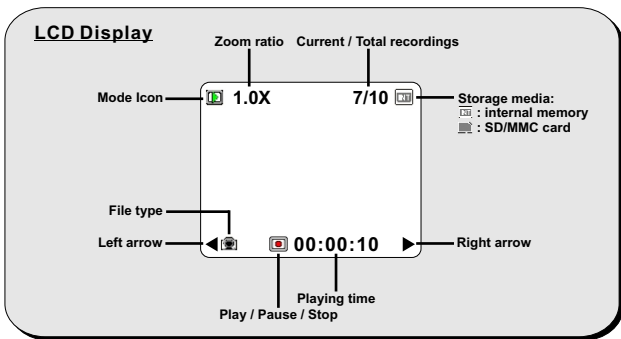 LCD Display
Zoom ratio
Current / Total recordings
Mode Icon
1.0X
7/10
Storage media:
: internal memory
: SD/MMC card
File type
Left arrow
00:00:10
Right arrow
Playing time
Play / Pause / Stop